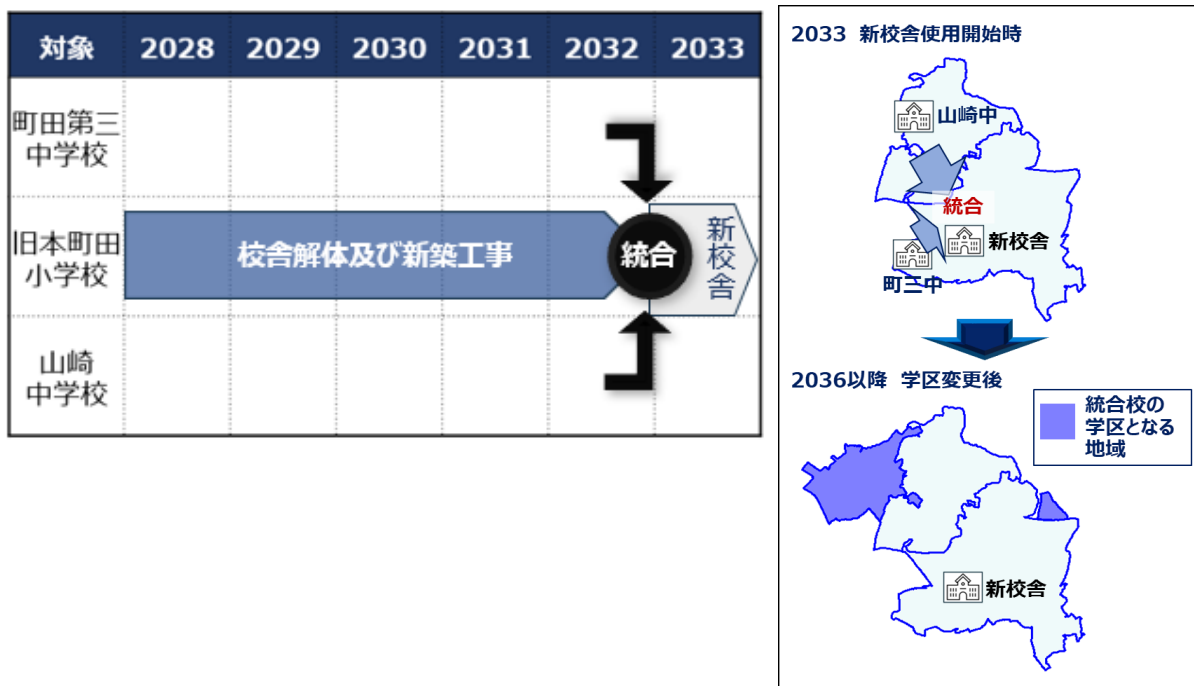 対象 2028 2029 2030 2031 2032 2033
町田第三
中学校
旧本町田
小学校
校舎解体及び新築工事
統合
新校舎
山崎
中学校
2033 新校舎使用開始時
山崎中
統合
新校舎
町三中
2036以降 学区変更後
統合校の
学区となる
地域
新校舎